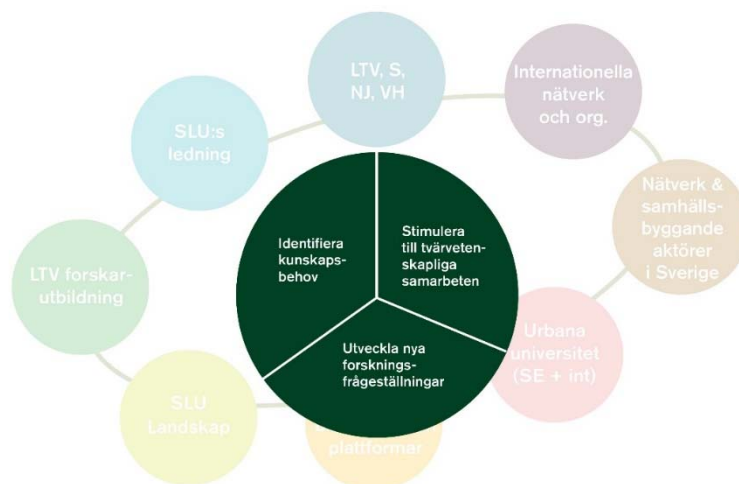 LTV, S,
NJ, VH
Internationella
nätverk
och org.
SLU:s
ledning
Nätverk &
samhälls-
byggande
aktörer
i Sverige
Identifiera
kunskaps-
behov
Stimulera
till tvärveten-
skapliga
samarbeten
LTV forskar-
utbildning
Urbana
universitet
(SE + int)
Utveckla nya
forsknings-
frågeställningar
SLU
Landskap
plattformar